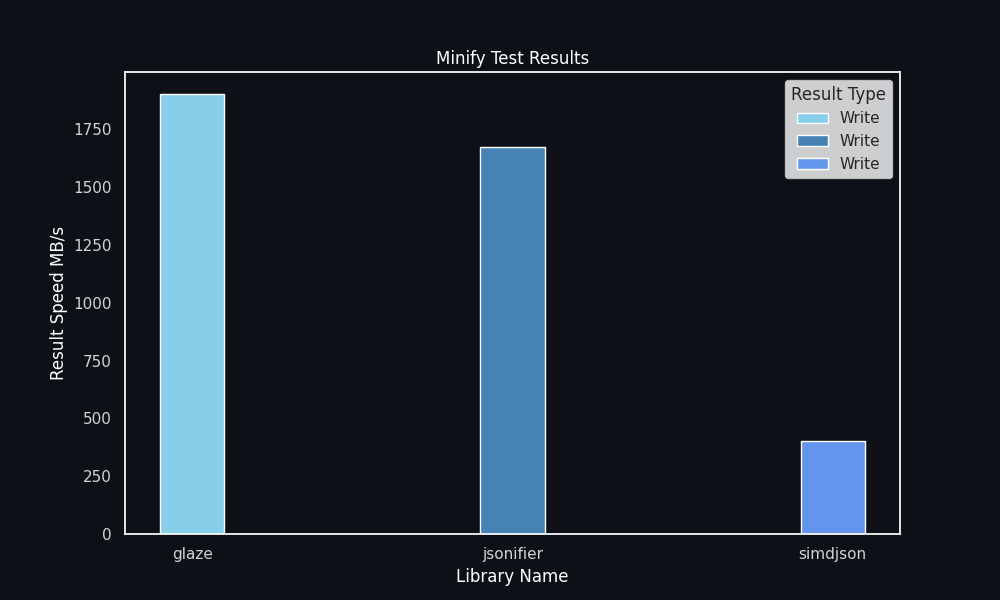 Minify Test Results
Result Type
Write
Write
Write
Result Speed MB/s
1750
1500
1250
1000
750
500
250
0
glaze
jsonifier
simdjson
Library Name